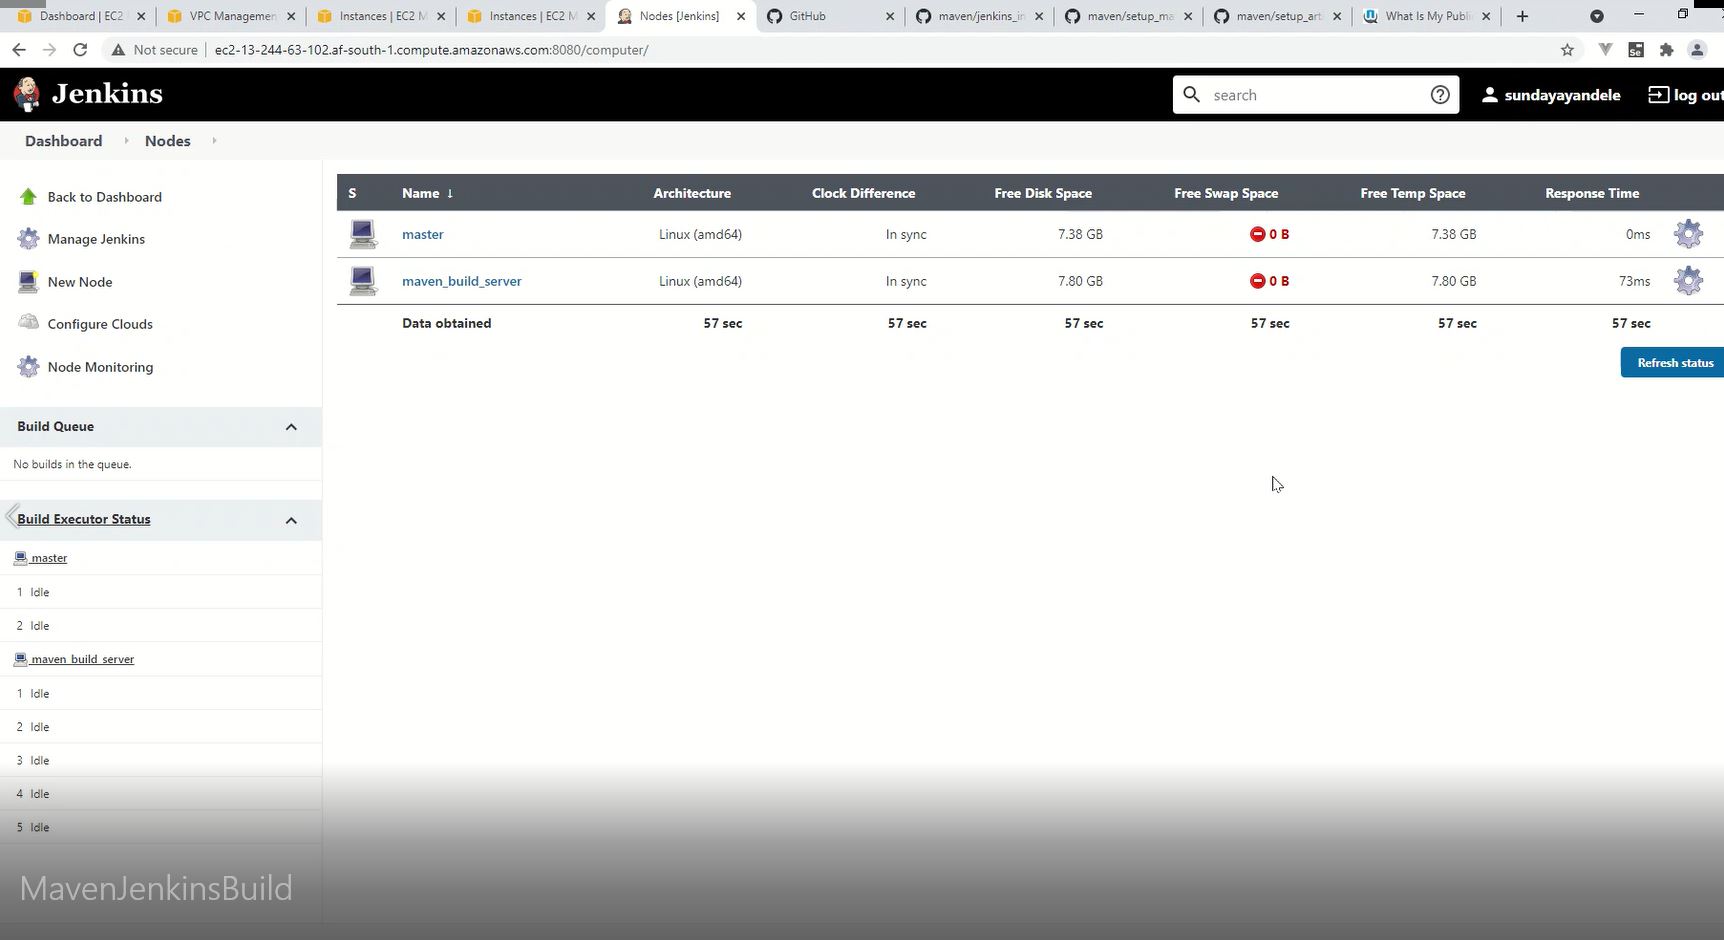 Dashboard | EC2
VPC Managemen
Instances | EC2 M
Instances | EC2 M
Nodes [Jenkins]
GitHub
maven/jenkins_in
maven/setup_ma
maven/setup_art
What Is My Publi
Not secure
ec2-13-244-63-102.af-south-1.compute.amazonaws.com:8080/computer/
Jenkins
search
sundayayandele
log out
Dashboard
Nodes
Back to Dashboard
Manage Jenkins
New Node
Configure Clouds
Node Monitoring
Build Queue
No builds in the queue.
Build Executor Status
master
1 Idle
2 Idle
maven_build_server
1 Idle
2 Idle
3 Idle
4 Idle
5 Idle
S Name ↓ Architecture Clock Difference Free Disk Space Free Swap Space Free Temp Space Response Time
master Linux (amd64) In sync 7.38 GB 0 B 7.38 GB 0ms
maven_build_server Linux (amd64) In sync 7.80 GB 0 B 7.80 GB 73ms
Data obtained 57 sec 57 sec 57 sec 57 sec 57 sec 57 sec
Refresh status
MavenJenkinsBuild